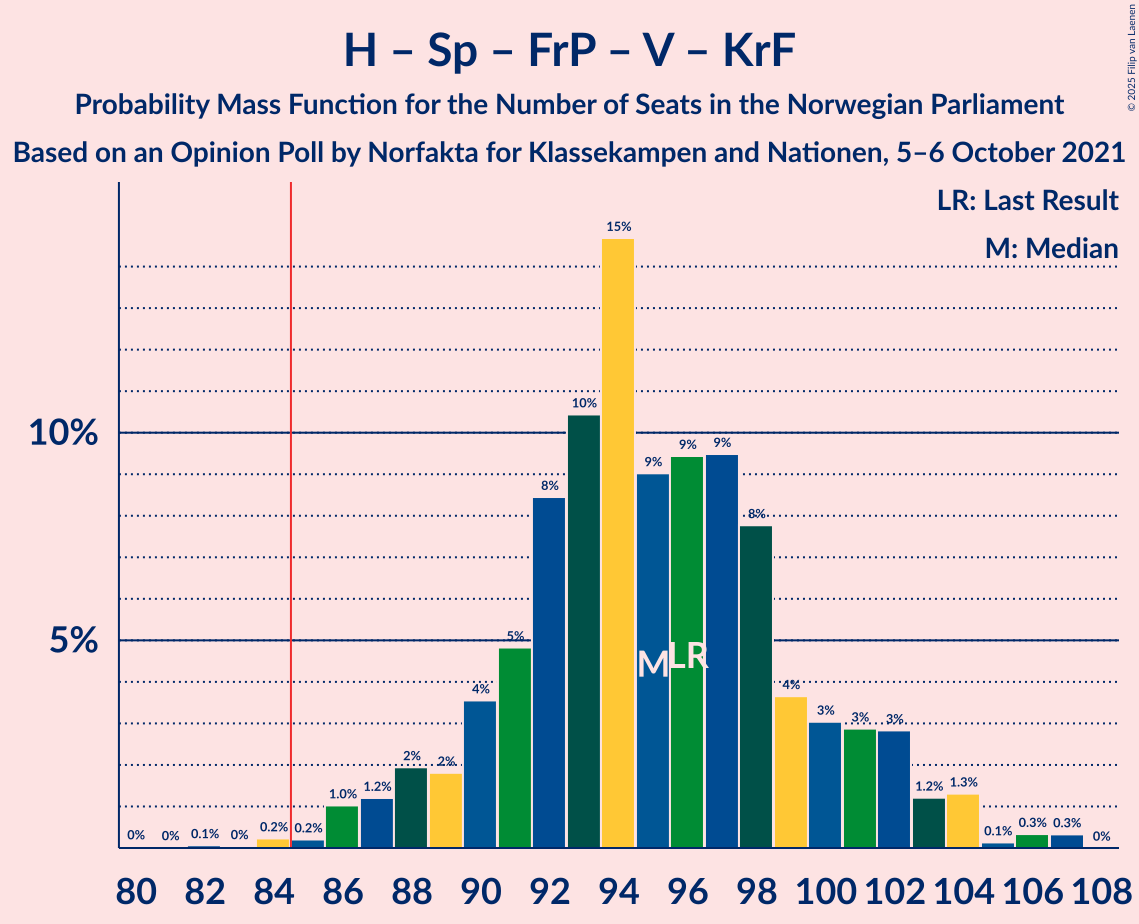 © 2025 Filip van Laenen
H – Sp – FrP – V – KrF
Probability Mass Function for the Number of Seats in the Norwegian Parliament
Based on an Opinion Poll by Norfakta for Klassekampen and Nationen, 5–6 October 2021
LR: Last Result
M: Median
10%
5%
0% 0% 0.1% 0% 0.2% 0.2% 1.0% 1.2% 2% 2% 4% 5% 8% 10% 15% 9% 9% 9% 8% 4% 3% 3% 3% 1.2% 1.3% 0.1% 0.3% 0.3% 0%
M LR
80 82 84 86 88 90 92 94 96 98 100 102 104 106 108